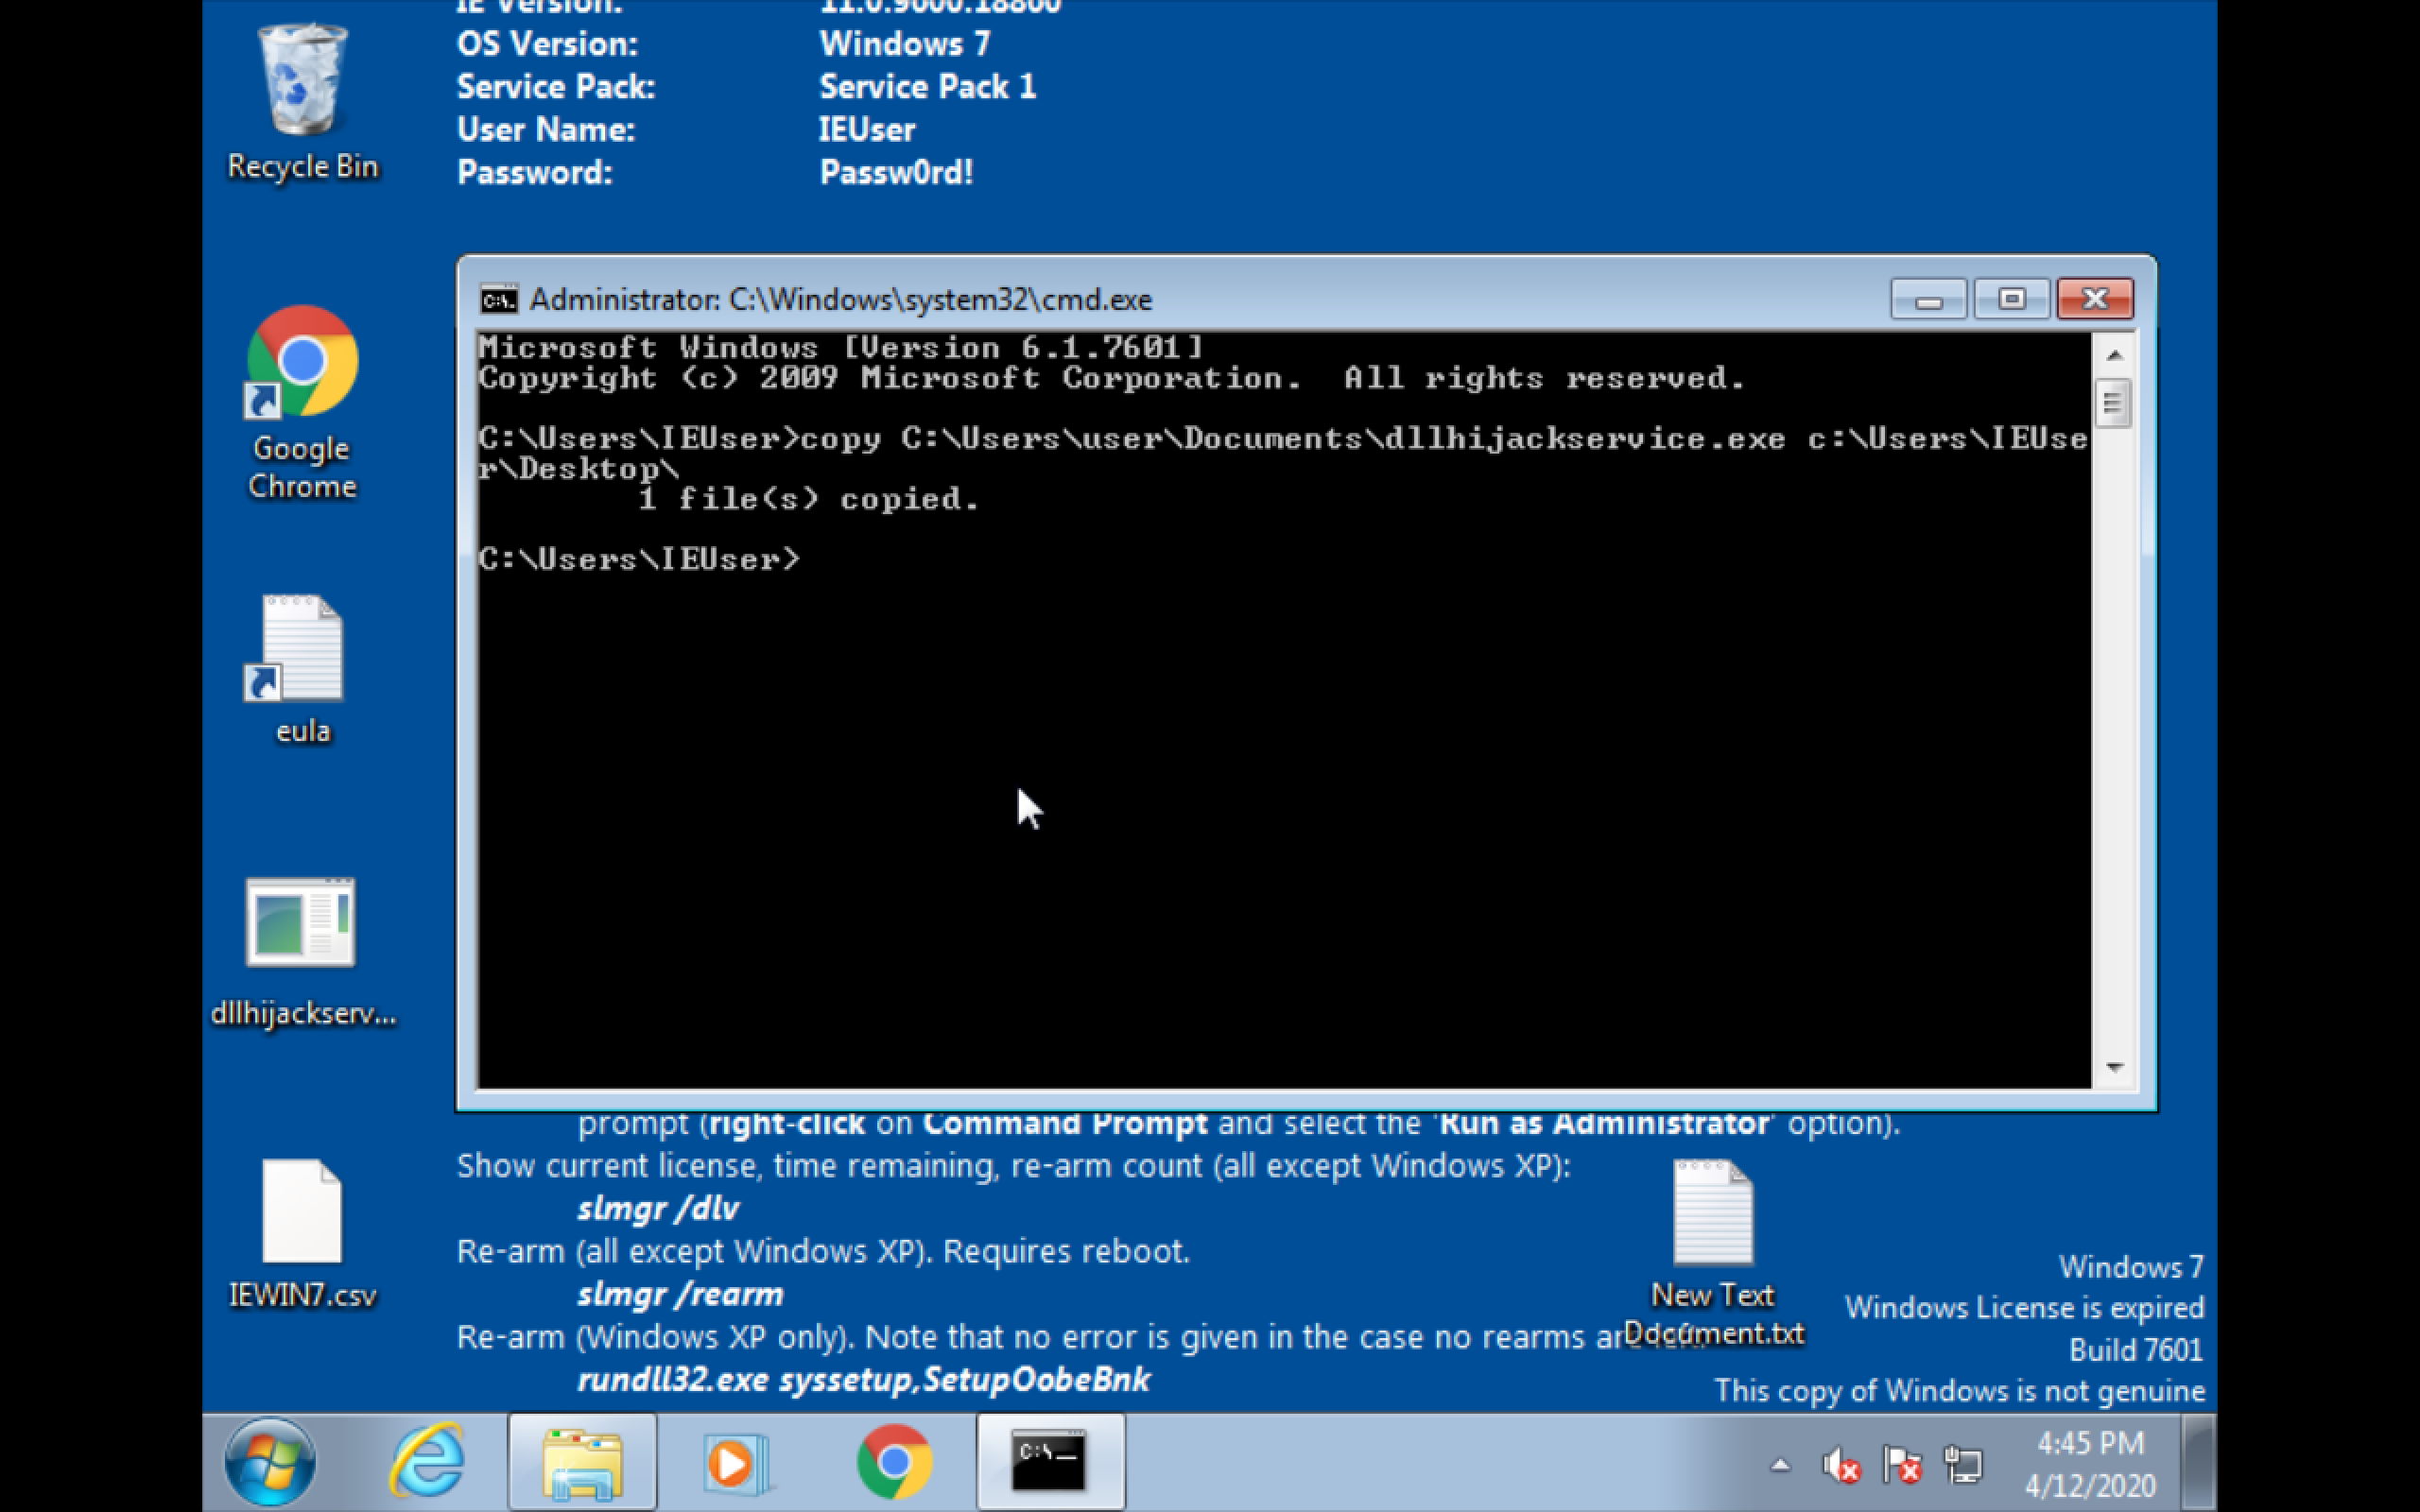 IE Version: 11.0.9600.18860
OS Version: Windows 7
Service Pack: Service Pack 1
User Name: IEUser
Password: Passw0rd!
Recycle Bin
Administrator: C:\Windows\system32\cmd.exe
Microsoft Windows [Version 6.1.7601]
Copyright (c) 2009 Microsoft Corporation.  All rights reserved.
C:\Users\IEUser>copy C:\Users\user\Documents\dllhijackservice.exe c:\Users\IEUse
r\Desktop\
1 file(s) copied.
C:\Users\IEUser>
Google
Chrome
eula
dllhijackserv...
IEWIN7.csv
prompt (right-click on Command Prompt and select the 'Run as Administrator' option).
Show current license, time remaining, re-arm count (all except Windows XP):
slmgr /dlv
Re-arm (all except Windows XP). Requires reboot.
slmgr /rearm
Re-arm (Windows XP only). Note that no error is given in the case no rearms
rundll32.exe syssetup,SetupOobeBnk
New Text
Document.txt
Windows 7
Windows License is expired
Build 7601
This copy of Windows is not genuine
C:\_
4:45 PM
4/12/2020